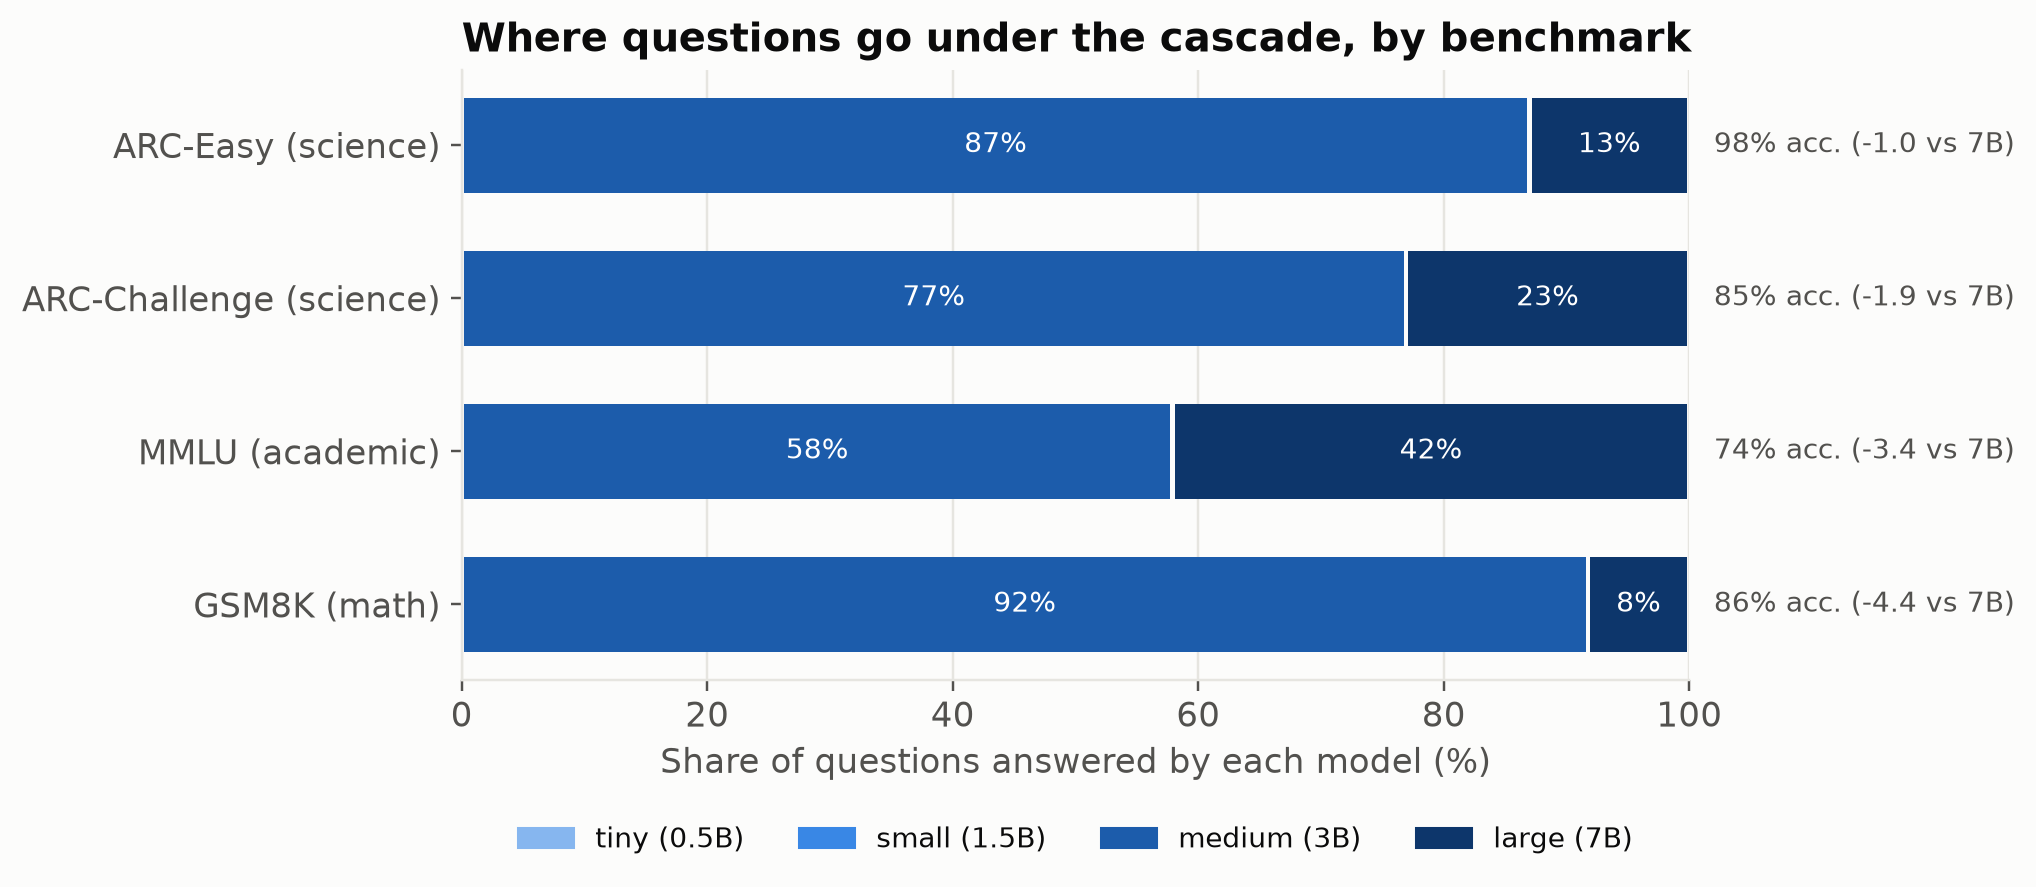 Where questions go under the cascade, by benchmark
ARC-Easy (science) 87% 13% 98% acc. (-1.0 vs 7B)
ARC-Challenge (science) 77% 23% 85% acc. (-1.9 vs 7B)
MMLU (academic) 58% 42% 74% acc. (-3.4 vs 7B)
GSM8K (math) 92% 8% 86% acc. (-4.4 vs 7B)
0 20 40 60 80 100
Share of questions answered by each model (%)
tiny (0.5B) small (1.5B) medium (3B) large (7B)